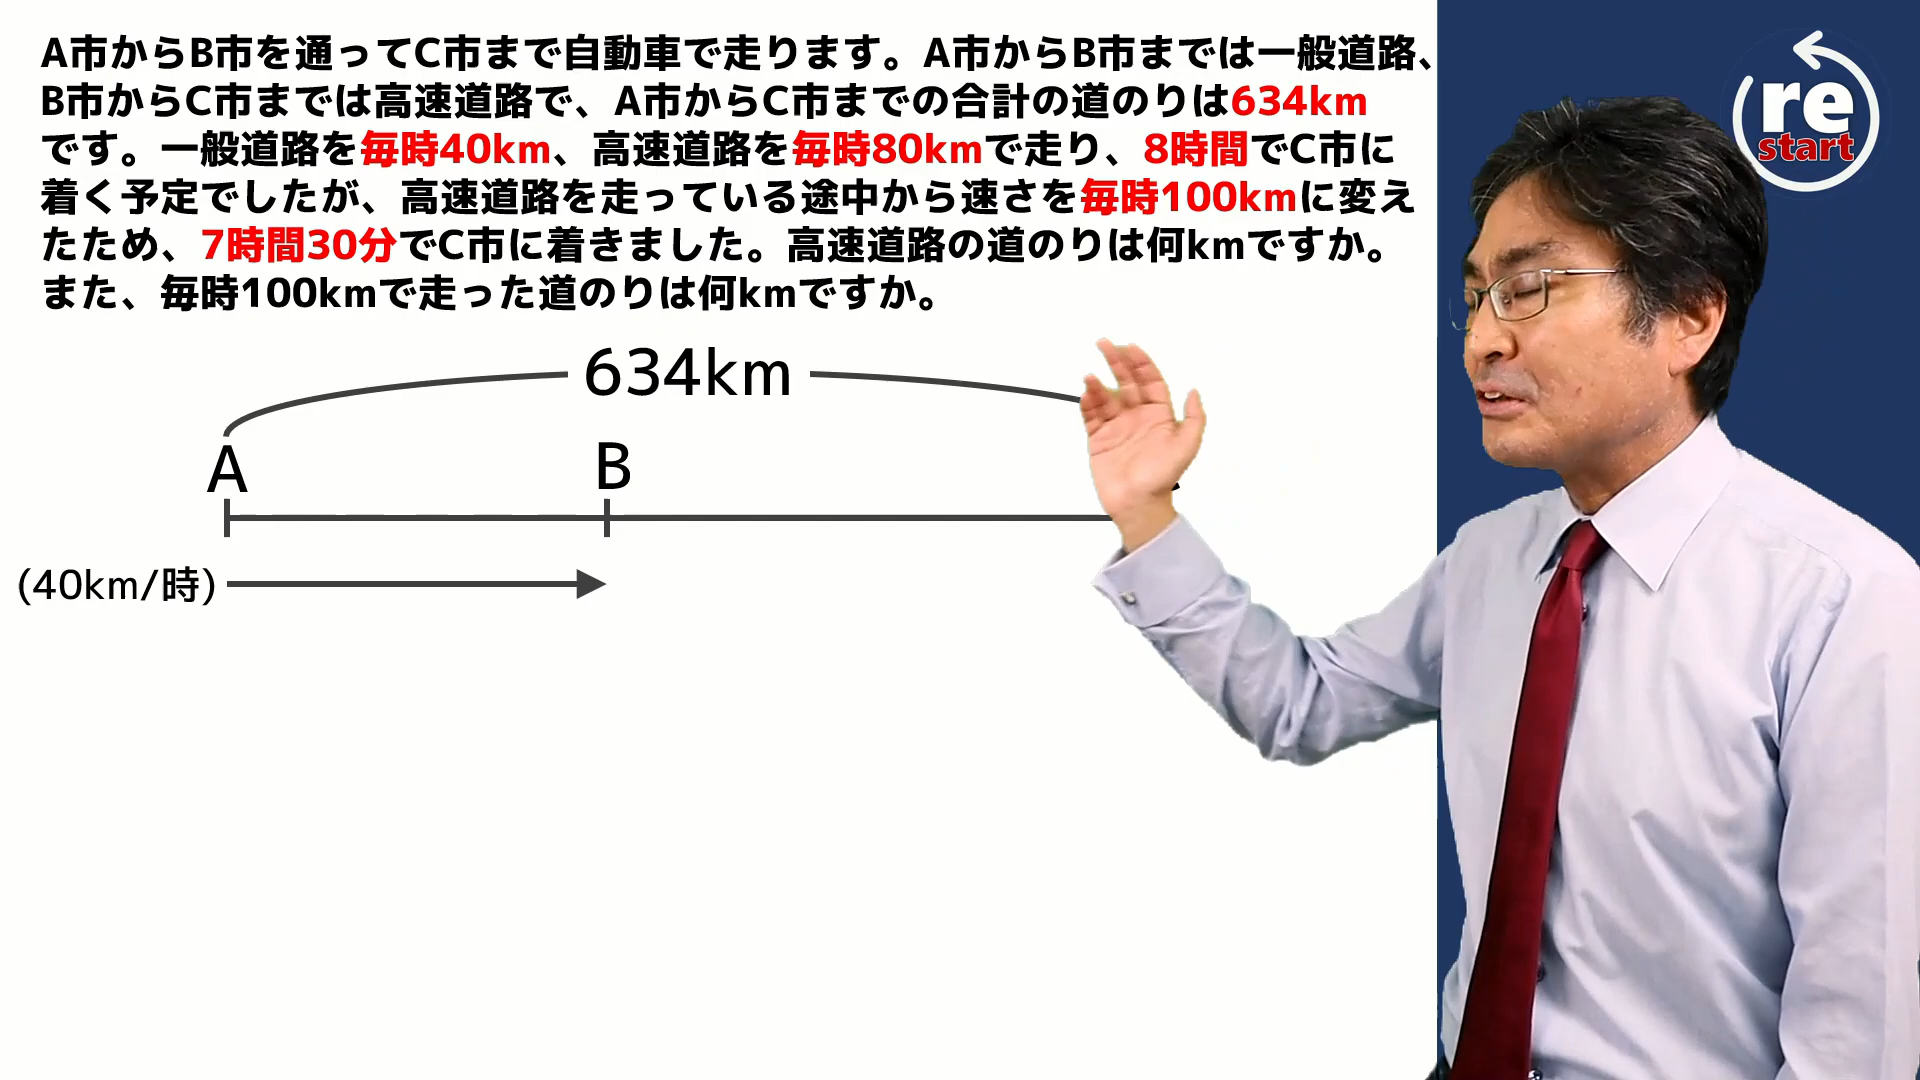 A市からB市を通ってC市まで自動車で走ります。A市からB市までは一般道路、
B市からC市までは高速道路で、A市からC市までの合計の道のりは634km
です。一般道路を毎時40km、高速道路を毎時80kmで走り、8時間でC市に
着く予定でしたが、高速道路を走っている途中から速さを毎時100kmに変え
たため、7時間30分でC市に着きました。高速道路の道のりは何kmですか。
また、毎時100kmで走った道のりは何kmですか。
re
start
634km
A
B
(40km/時)